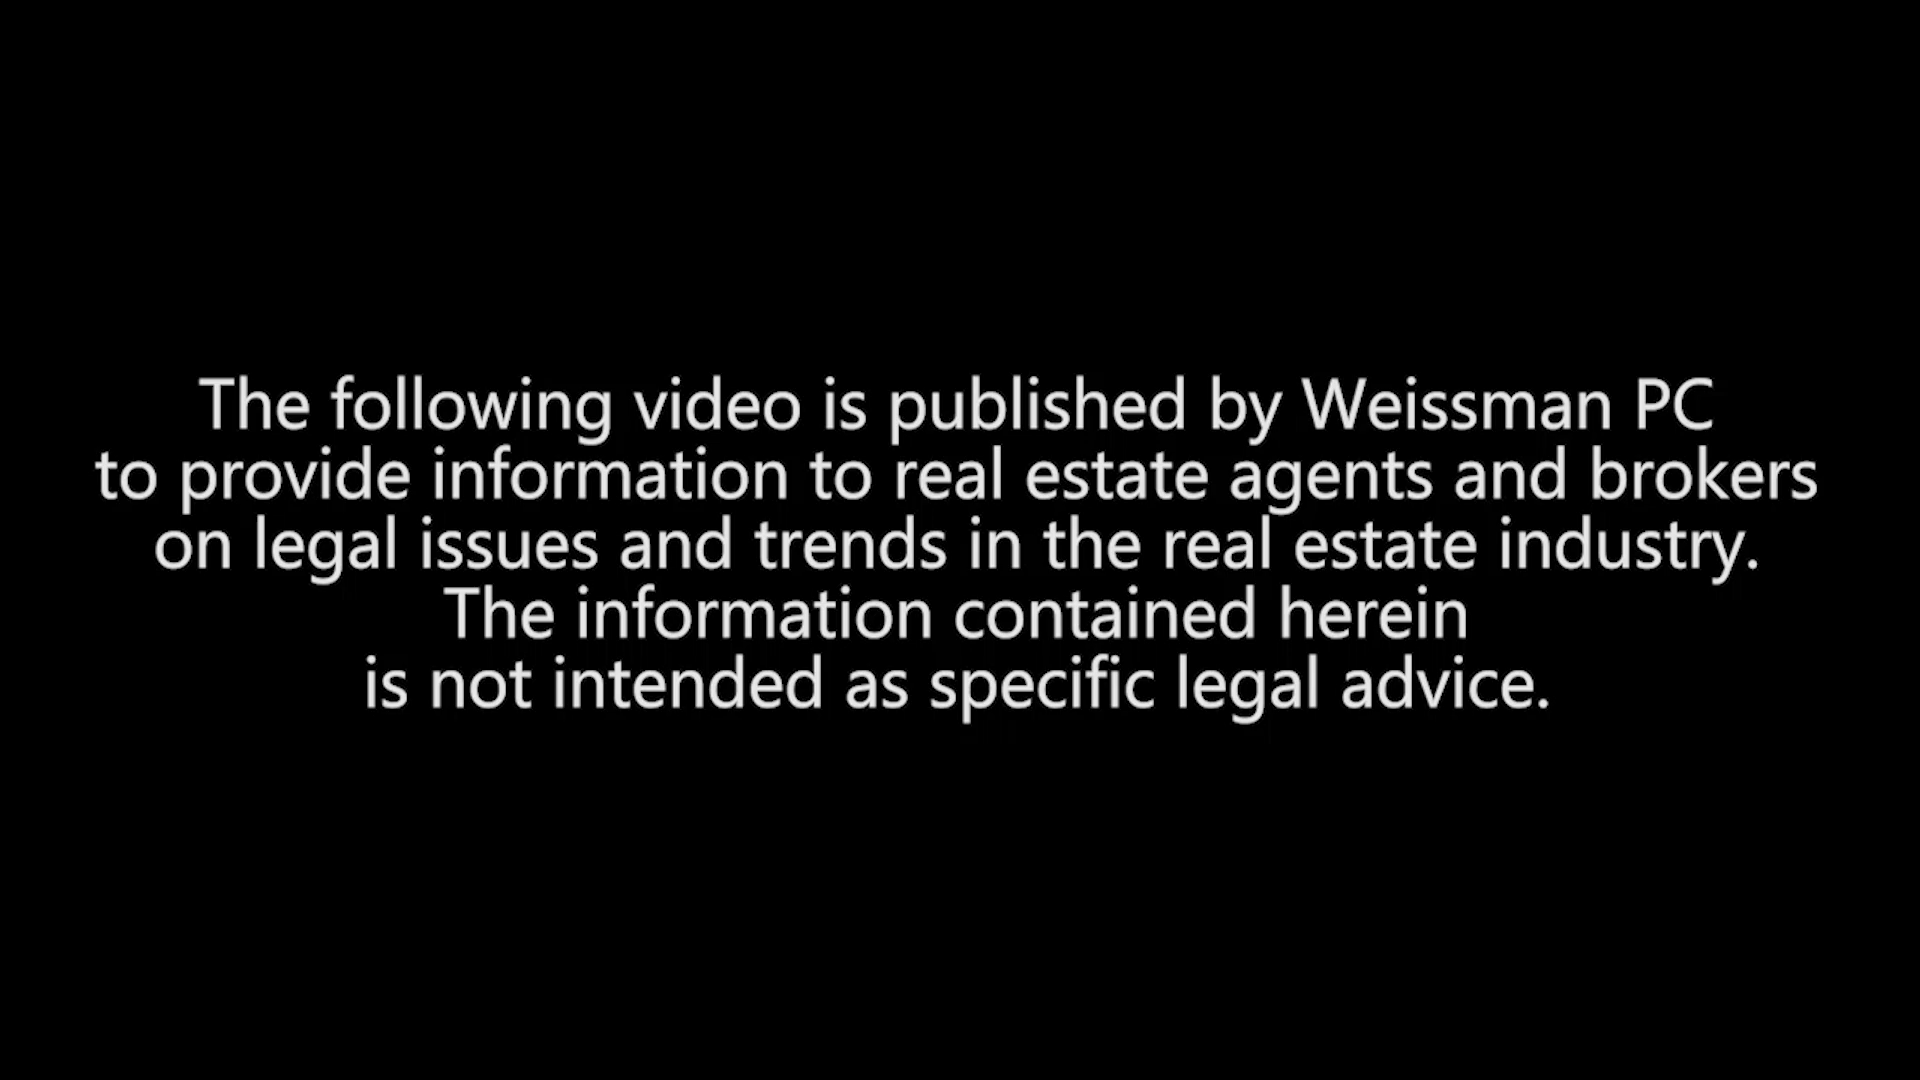 The following video is published by Weissman PC
to provide information to real estate agents and brokers
on legal issues and trends in the real estate industry.
The information contained herein
is not intended as specific legal advice.